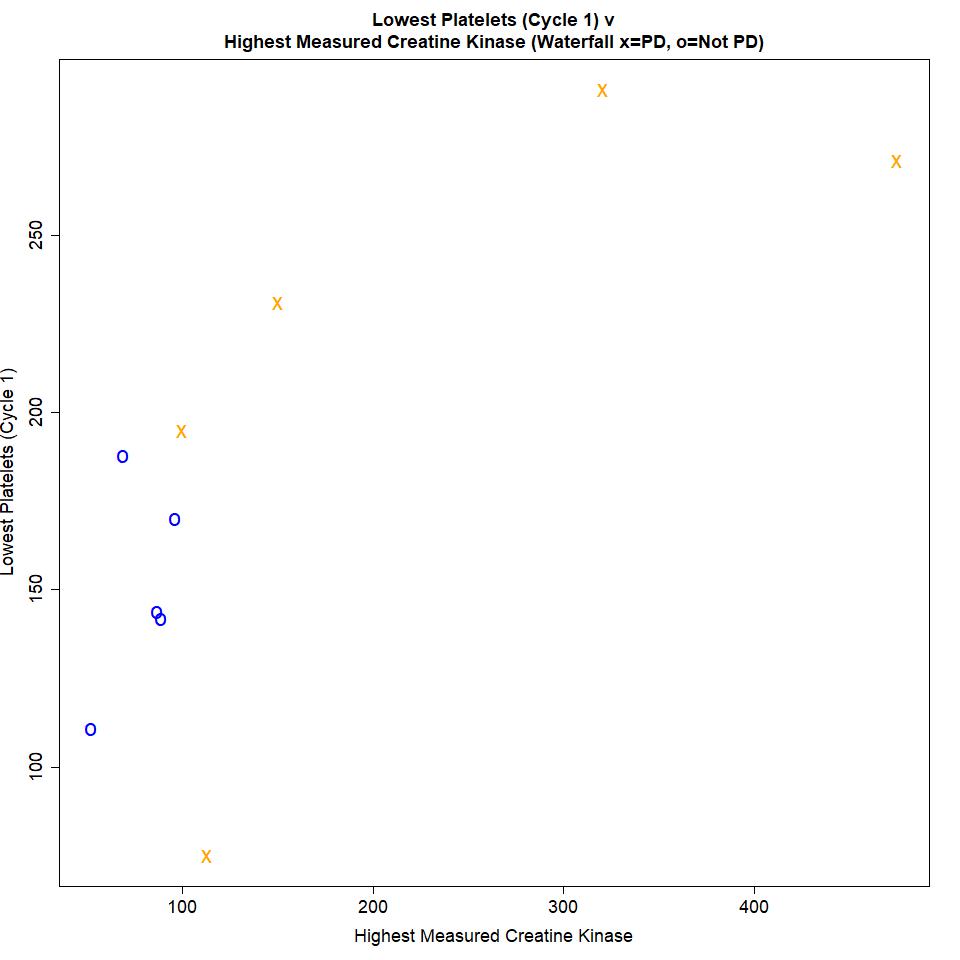 Lowest Platelets (Cycle 1) v
Highest Measured Creatine Kinase (Waterfall x=PD, o=Not PD)
Lowest Platelets (Cycle 1)
250
200
150
100
X
X
X
X
O
O
O
O
O
X
100 200 300 400
Highest Measured Creatine Kinase